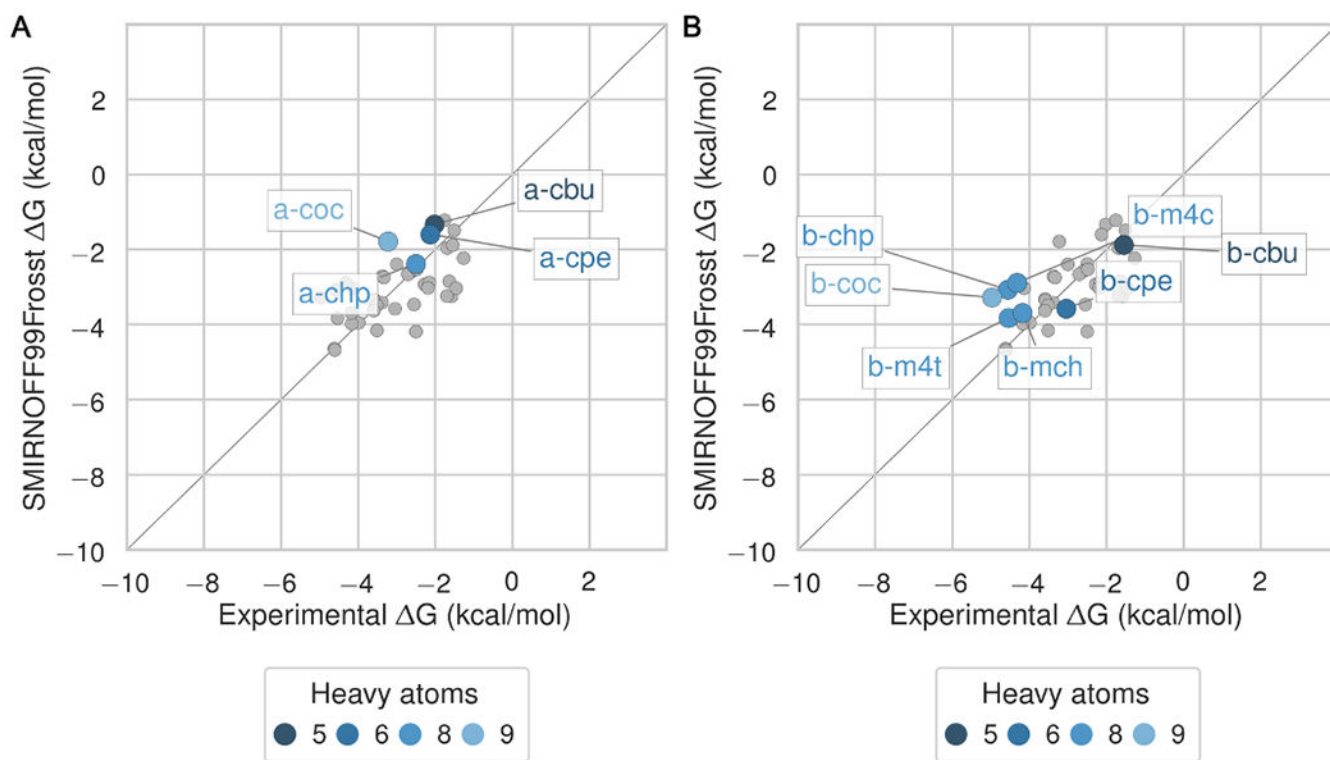 A
SMIRNOFF99Frosst ΔG (kcal/mol)
2
0
−2
−4
−6
−8
−10
a-coc
a-cbu
a-cpe
a-chp
−10 −8 −6 −4 −2 0 2
Experimental ΔG (kcal/mol)
Heavy atoms
5 6 8 9
B
SMIRNOFF99Frosst ΔG (kcal/mol)
2
0
−2
−4
−6
−8
−10
b-m4c
b-chp
b-cbu
b-coc
b-cpe
b-m4t
b-mch
−10 −8 −6 −4 −2 0 2
Experimental ΔG (kcal/mol)
Heavy atoms
5 6 8 9